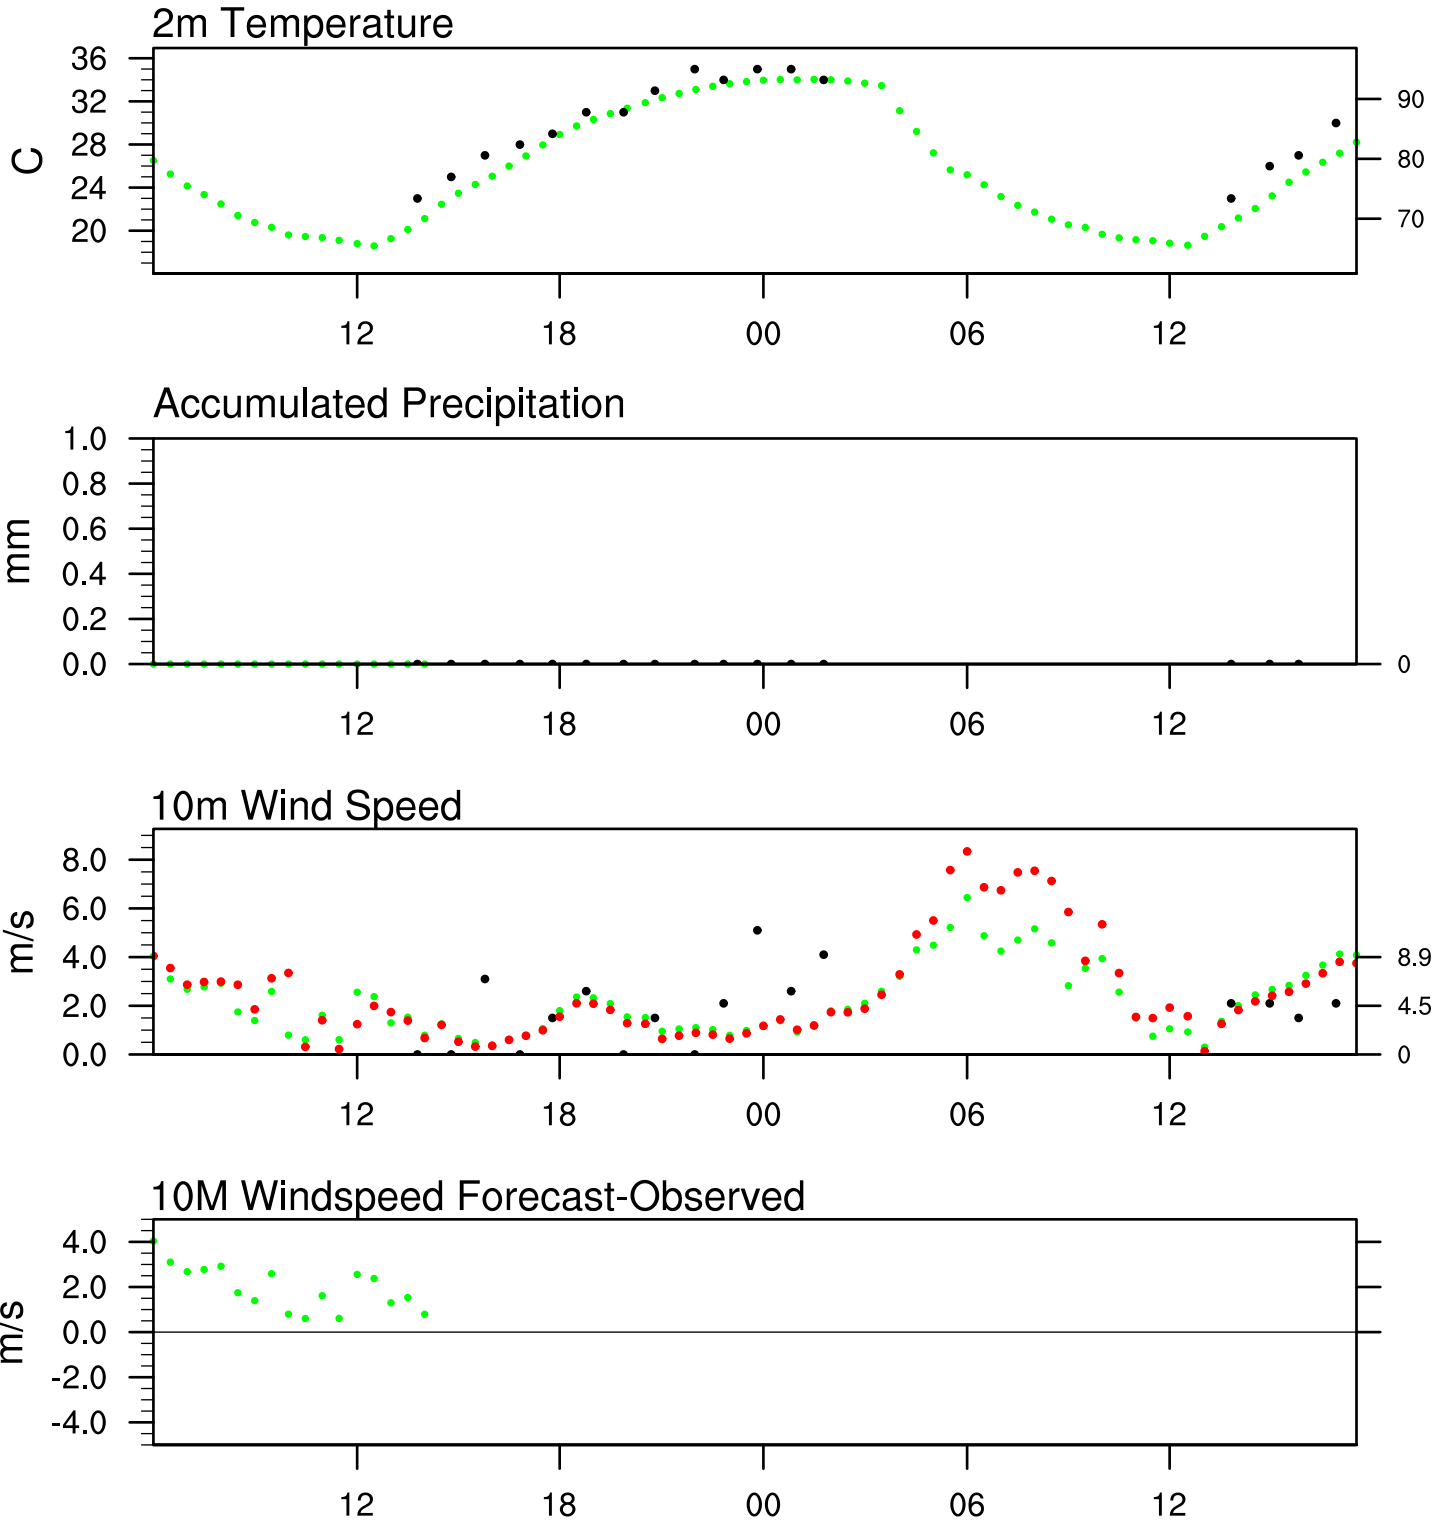 2m Temperature
36
32
28
24
20
C
90
80
70
12 18 00 06 12
Accumulated Precipitation
1.0
0.8
0.6
0.4
0.2
0.0
mm
0
12 18 00 06 12
10m Wind Speed
8.0
6.0
4.0
2.0
0.0
m/s
8.9
4.5
0
12 18 00 06 12
10M Windspeed Forecast-Observed
4.0
2.0
0.0
-2.0
-4.0
m/s
12 18 00 06 12